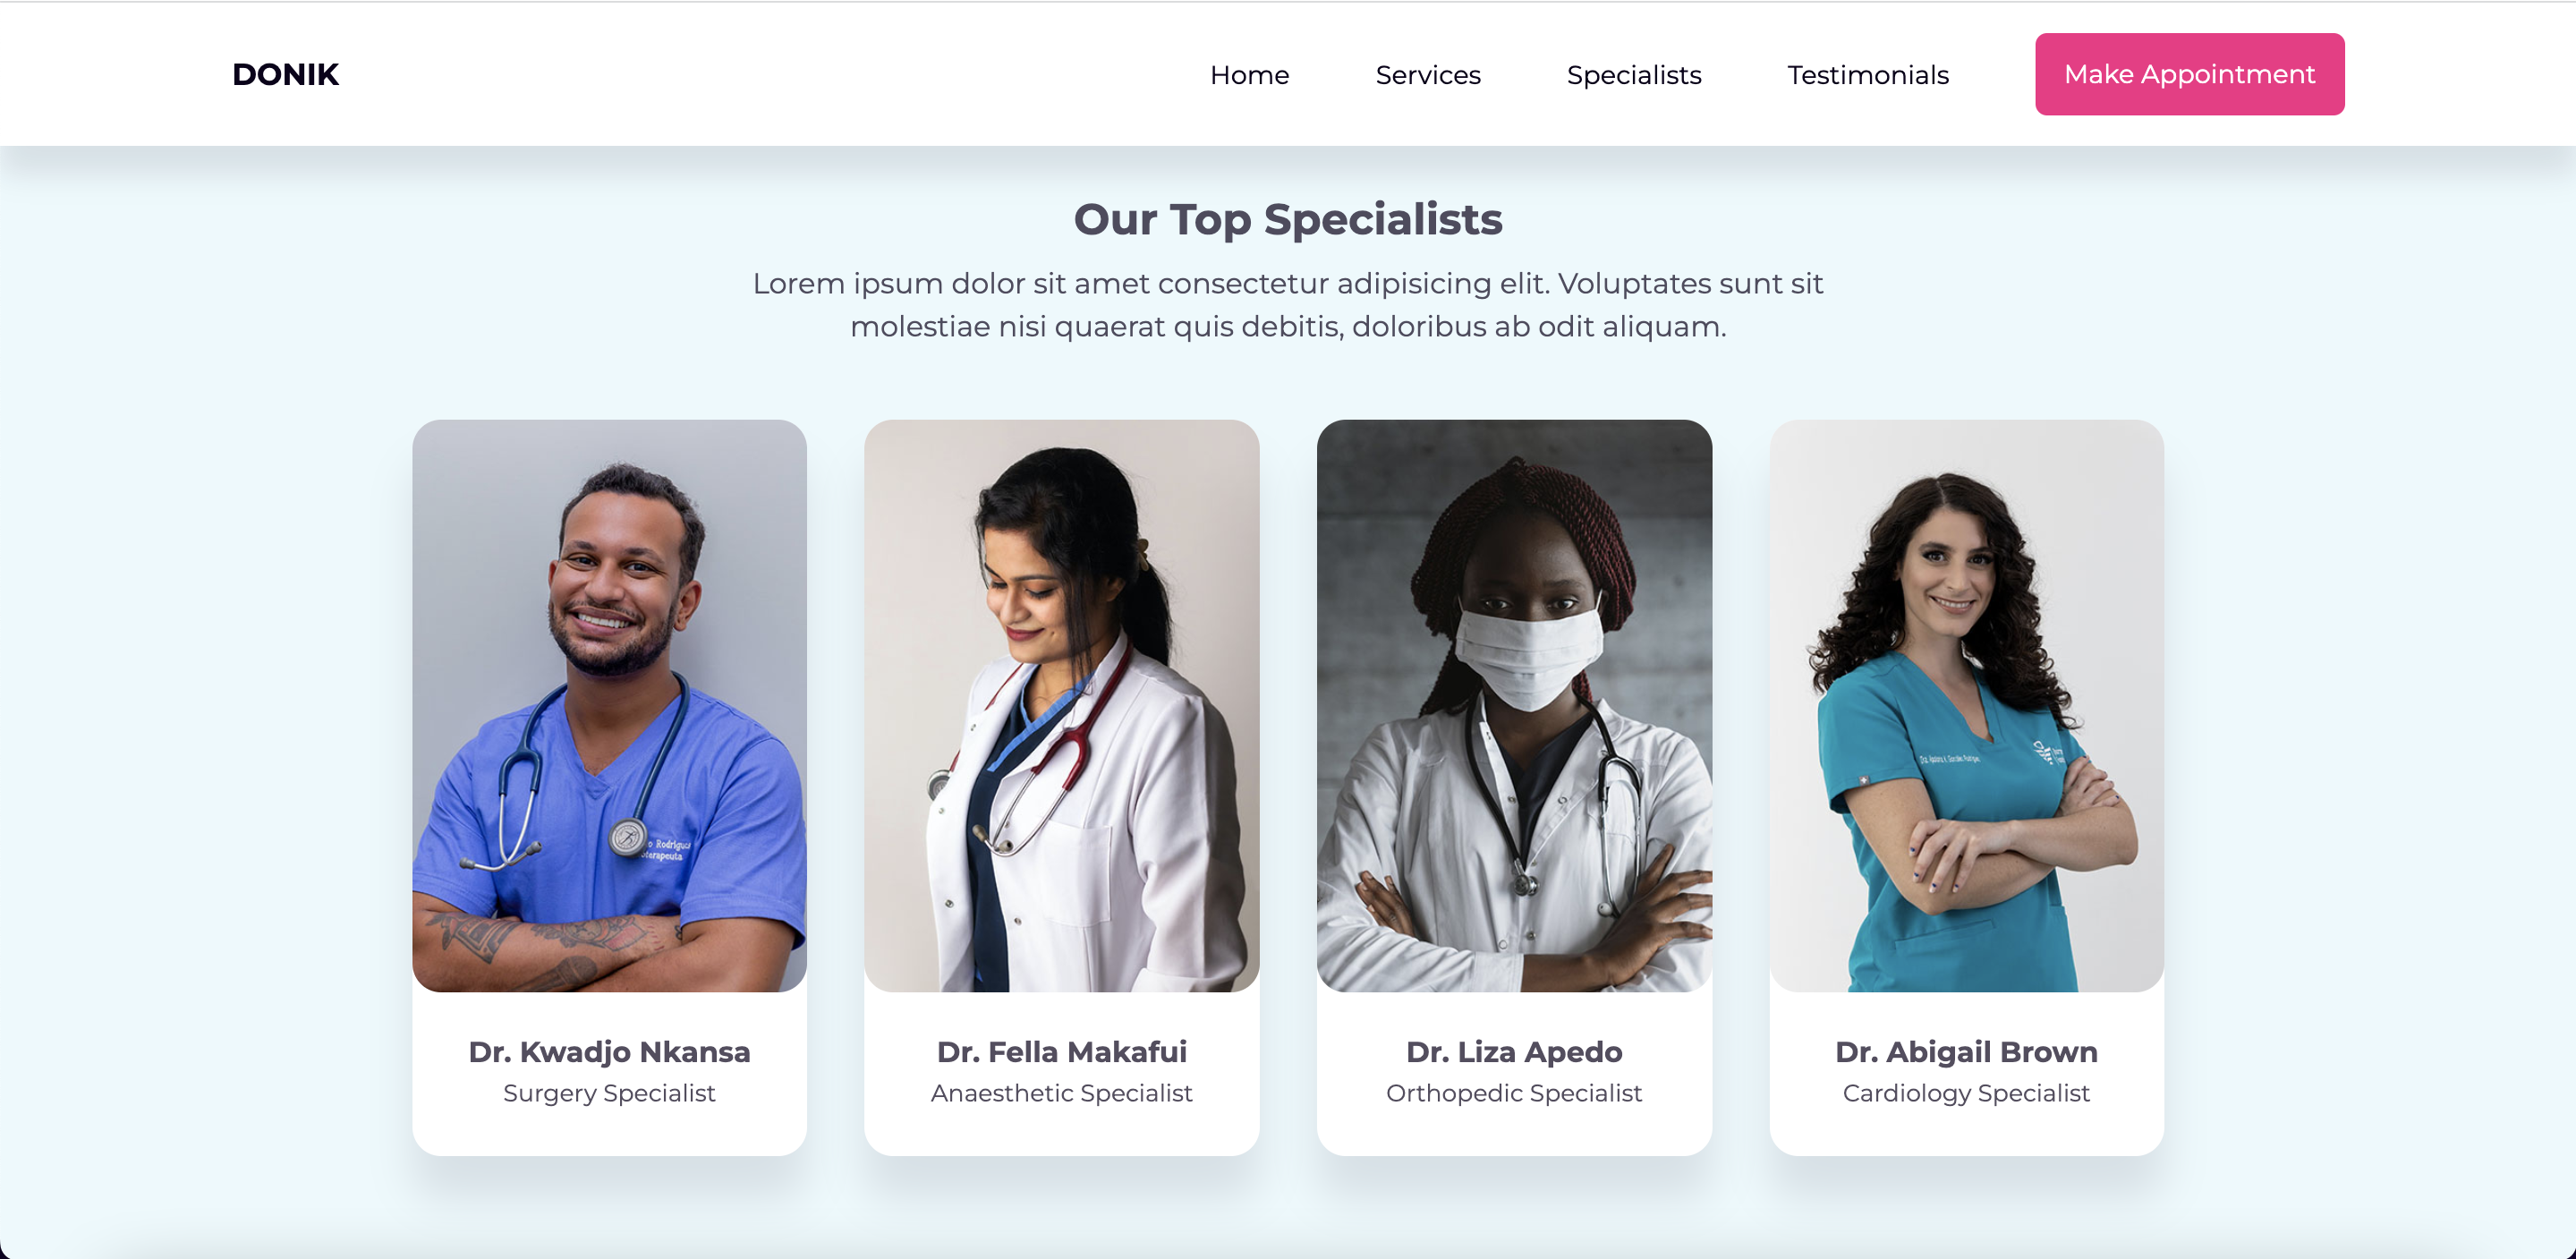 DONIK
Home
Services
Specialists
Testimonials
Make Appointment
Our Top Specialists
Lorem ipsum dolor sit amet consectetur adipisicing elit. Voluptates sunt sit
molestiae nisi quaerat quis debitis, doloribus ab odit aliquam.
Dr. Kwadjo Nkansa
Surgery Specialist
Dr. Fella Makafui
Anaesthetic Specialist
Dr. Liza Apedo
Orthopedic Specialist
Dr. Abigail Brown
Cardiology Specialist